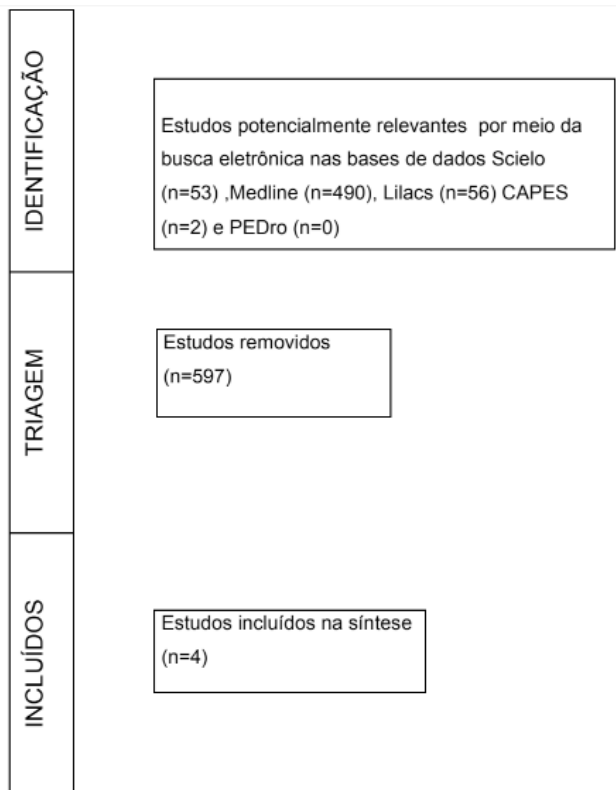 IDENTIFICAÇÃO
Estudos potencialmente relevantes por meio da
busca eletrônica nas bases de dados Scielo
(n=53) ,Medline (n=490), Lilacs (n=56) CAPES
(n=2) e PEDro (n=0)
TRIAGEM
Estudos removidos
(n=597)
INCLUÍDOS
Estudos incluídos na síntese
(n=4)